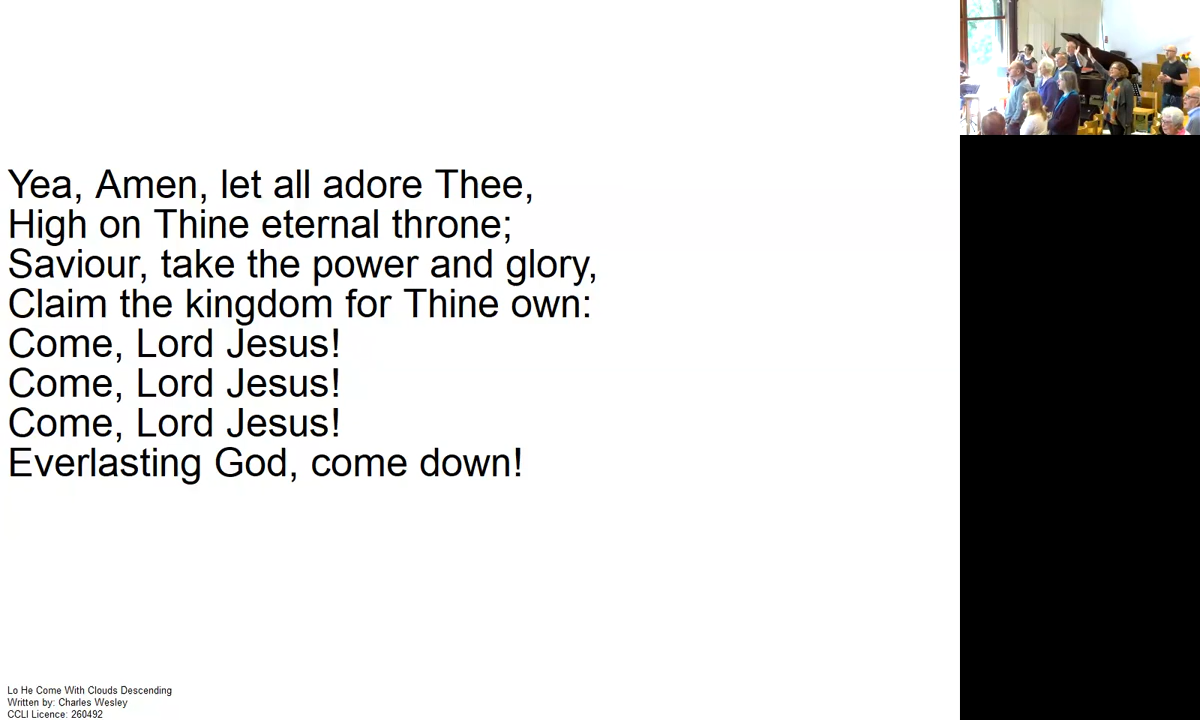 Yea, Amen, let all adore Thee,
High on Thine eternal throne;
Saviour, take the power and glory,
Claim the kingdom for Thine own:
Come, Lord Jesus!
Come, Lord Jesus!
Come, Lord Jesus!
Everlasting God, come down!
Lo He Come With Clouds Descending
Written by: Charles Wesley
CCLI Licence: 260492